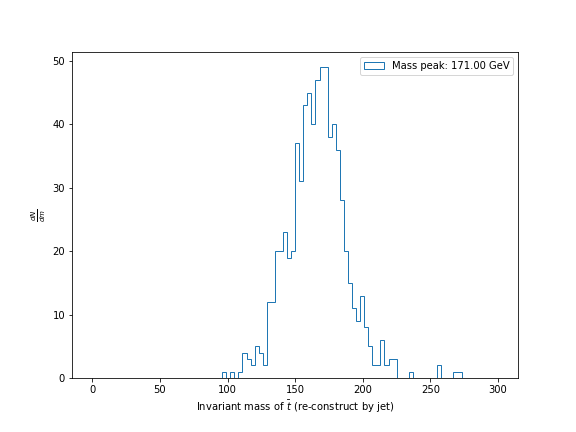 Mass peak: 171.00 GeV
50
40
30
20
10
0
dN
dm
0 50 100 150 200 250 300
Invariant mass of t̄ (re-construct by jet)